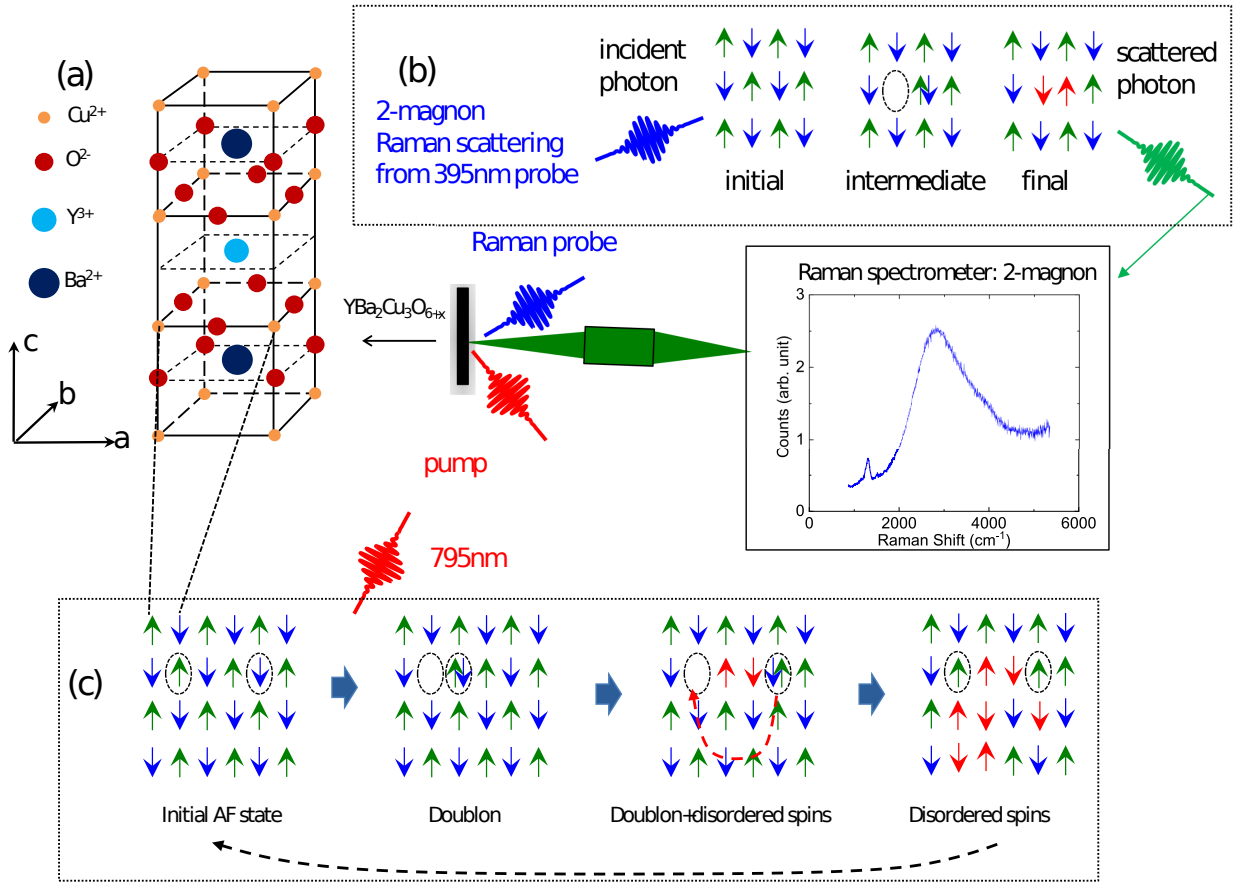 (a)
Cu2+
O2-
Y3+
Ba2+
c
b
a
(b)
incident
photon
2-magnon
Raman scattering
from 395nm probe
initial
intermediate
final
scattered
photon
Raman probe
YBa2Cu3O6+x
pump
795nm
Raman spectrometer: 2-magnon
Counts (arb. unit)
3
2
1
0
0
2000
4000
6000
Raman Shift (cm-1)
(c)
Initial AF state
Doublon
Doublon+disordered spins
Disordered spins